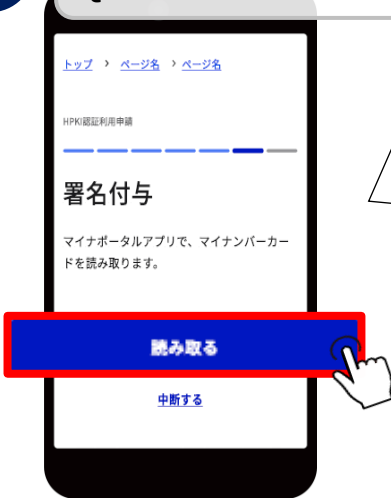 トップ > ページ名 > ページ名
HPKI認証利用申請
署名付与
マイナポータルアプリで、マイナンバーカー
ドを読み取ります。
読み取る
中断する